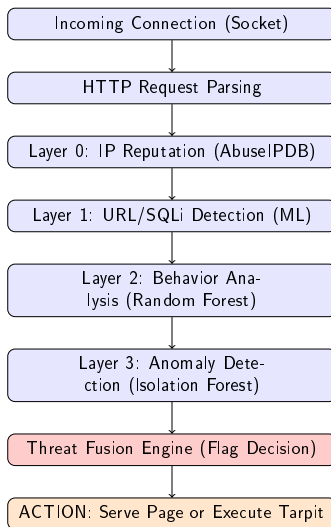 Incoming Connection (Socket)
HTTP Request Parsing
Layer 0: IP Reputation (AbuseIPDB)
Layer 1: URL/SQLi Detection (ML)
Layer 2: Behavior Ana-
lysis (Random Forest)
Layer 3: Anomaly Dete-
ction (Isolation Forest)
Threat Fusion Engine (Flag Decision)
ACTION: Serve Page or Execute Tarpit